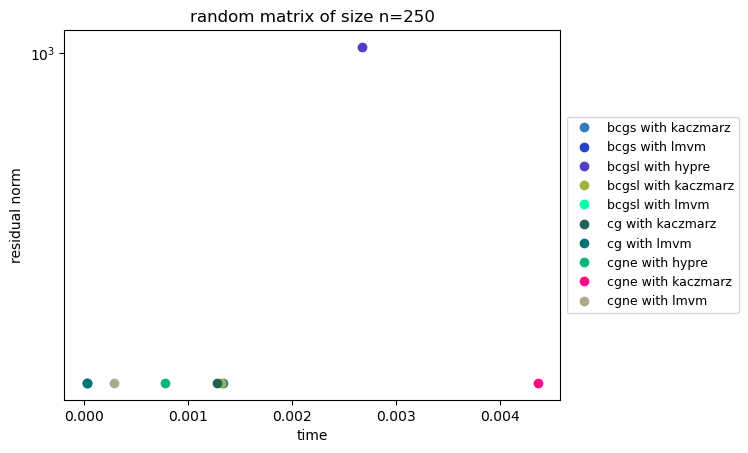 random matrix of size n=250
10³
residual norm
0.000 0.001 0.002 0.003 0.004
time
bcgs with kaczmarz
bcgs with lmvm
bcgsl with hypre
bcgsl with kaczmarz
bcgsl with lmvm
cg with kaczmarz
cg with lmvm
cgne with hypre
cgne with kaczmarz
cgne with lmvm